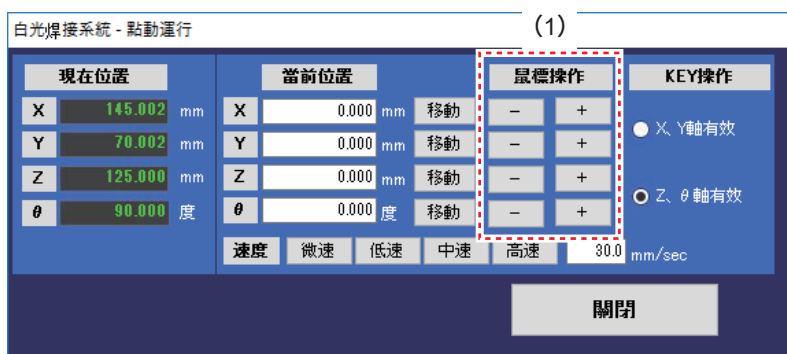 (1)
白光焊接系統 - 點動運行
現在位置 當前位置 鼠標操作 KEY操作
X 145.002 mm X 0.000 mm 移動 − +
Y 70.002 mm Y 0.000 mm 移動 − +
X、Y軸有效
Z 125.000 mm Z 0.000 mm 移動 − +
Z、θ軸有效
θ 90.000 度 θ 0.000 度 移動 − +
速度 微速 低速 中速 高速 30.0 mm/sec
關閉